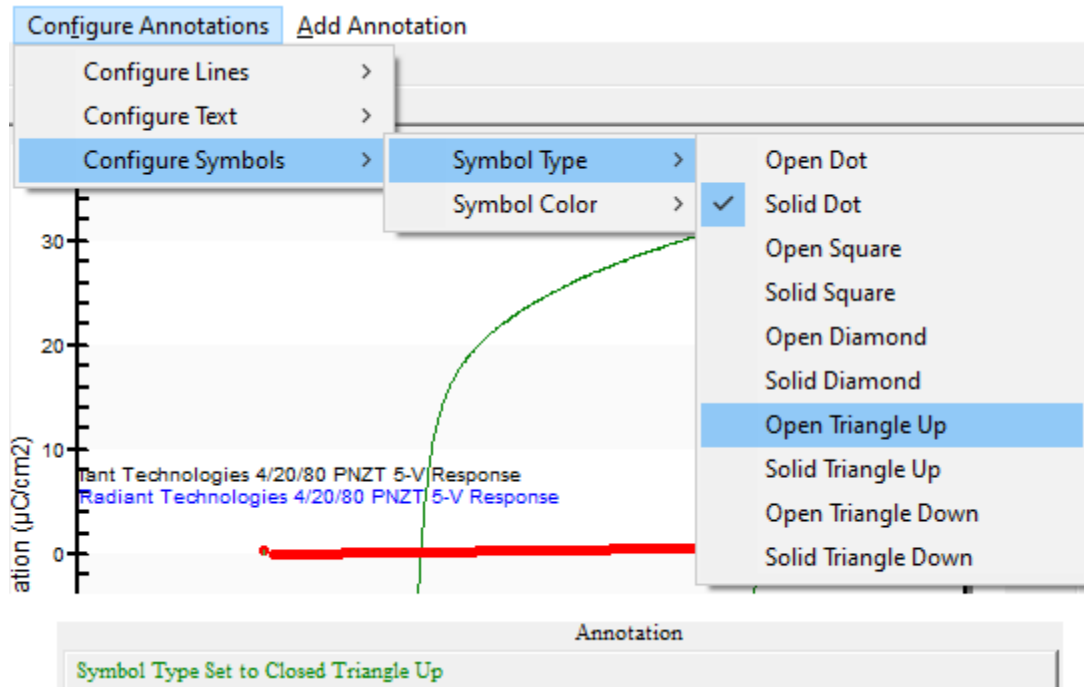 Configure Annotations Add Annotation
Configure Lines >
Configure Text >
Configure Symbols >
Symbol Type >
Symbol Color >
Open Dot
✓ Solid Dot
Open Square
Solid Square
Open Diamond
Solid Diamond
Open Triangle Up
Solid Triangle Up
Open Triangle Down
Solid Triangle Down
30
20
10
0
ation (µC/cm2)
iant Technologies 4/20/80 PNZT 5-V Response
Radiant Technologies 4/20/80 PNZT 5-V Response
Annotation
Symbol Type Set to Closed Triangle Up